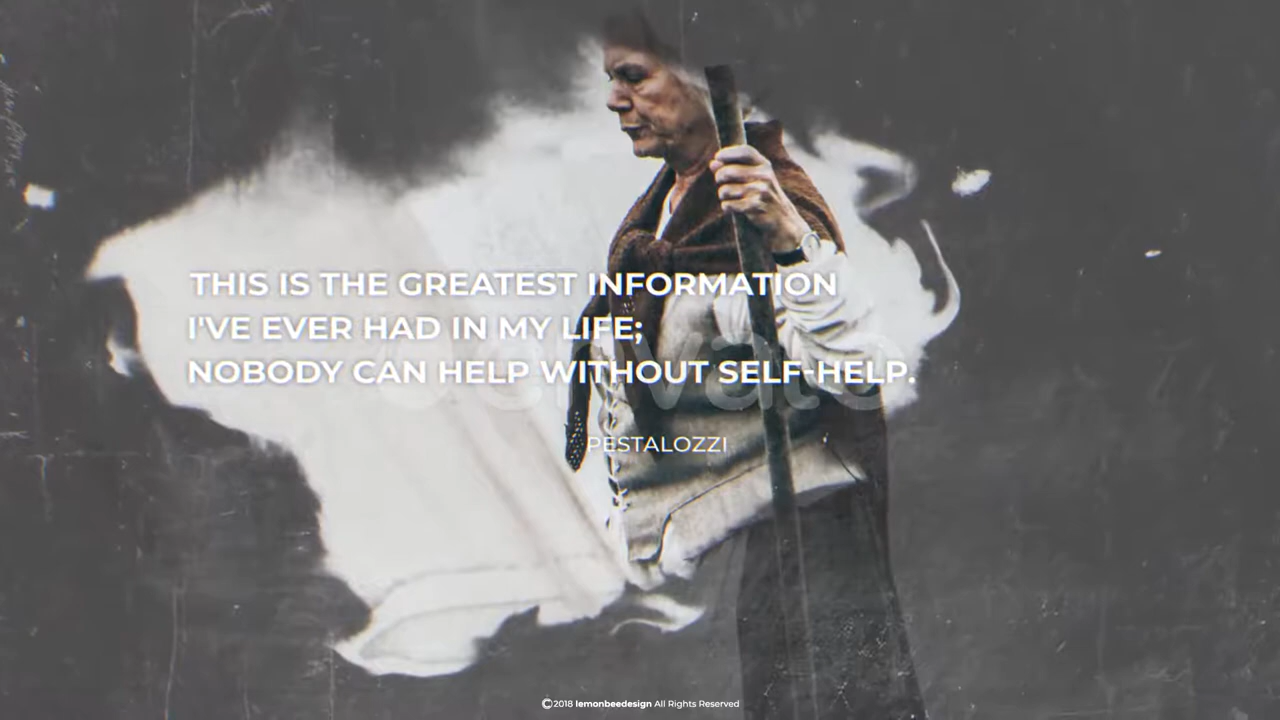 THIS IS THE GREATEST INFORMATION
I'VE EVER HAD IN MY LIFE;
NOBODY CAN HELP WITHOUT SELF-HELP.
envato
PESTALOZZI
©2018 lemonbeedesign All Rights Reserved